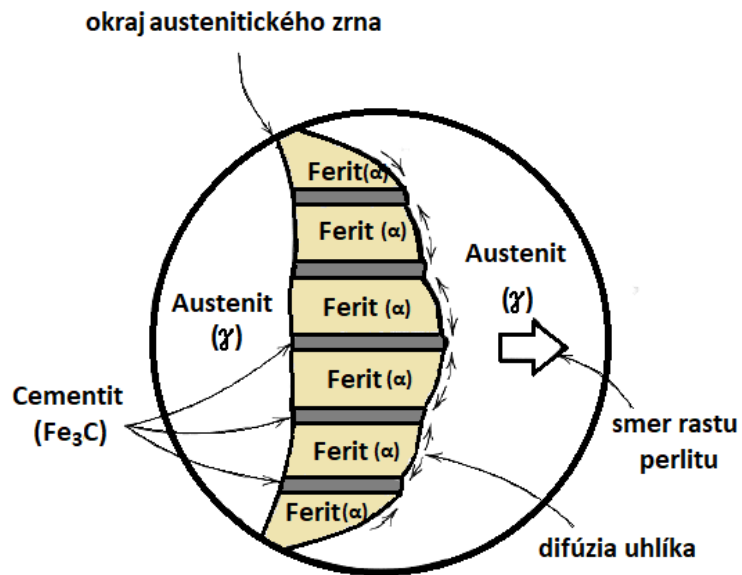 okraj austenitického zrna
Ferit(α)
Ferit (α)
Ferit (α)
Ferit (α)
Ferit (α)
Ferit(α)
Austenit
(γ)
Austenit
(γ)
Cementit
(Fe₃C)
smer rastu
perlitu
difúzia uhlíka